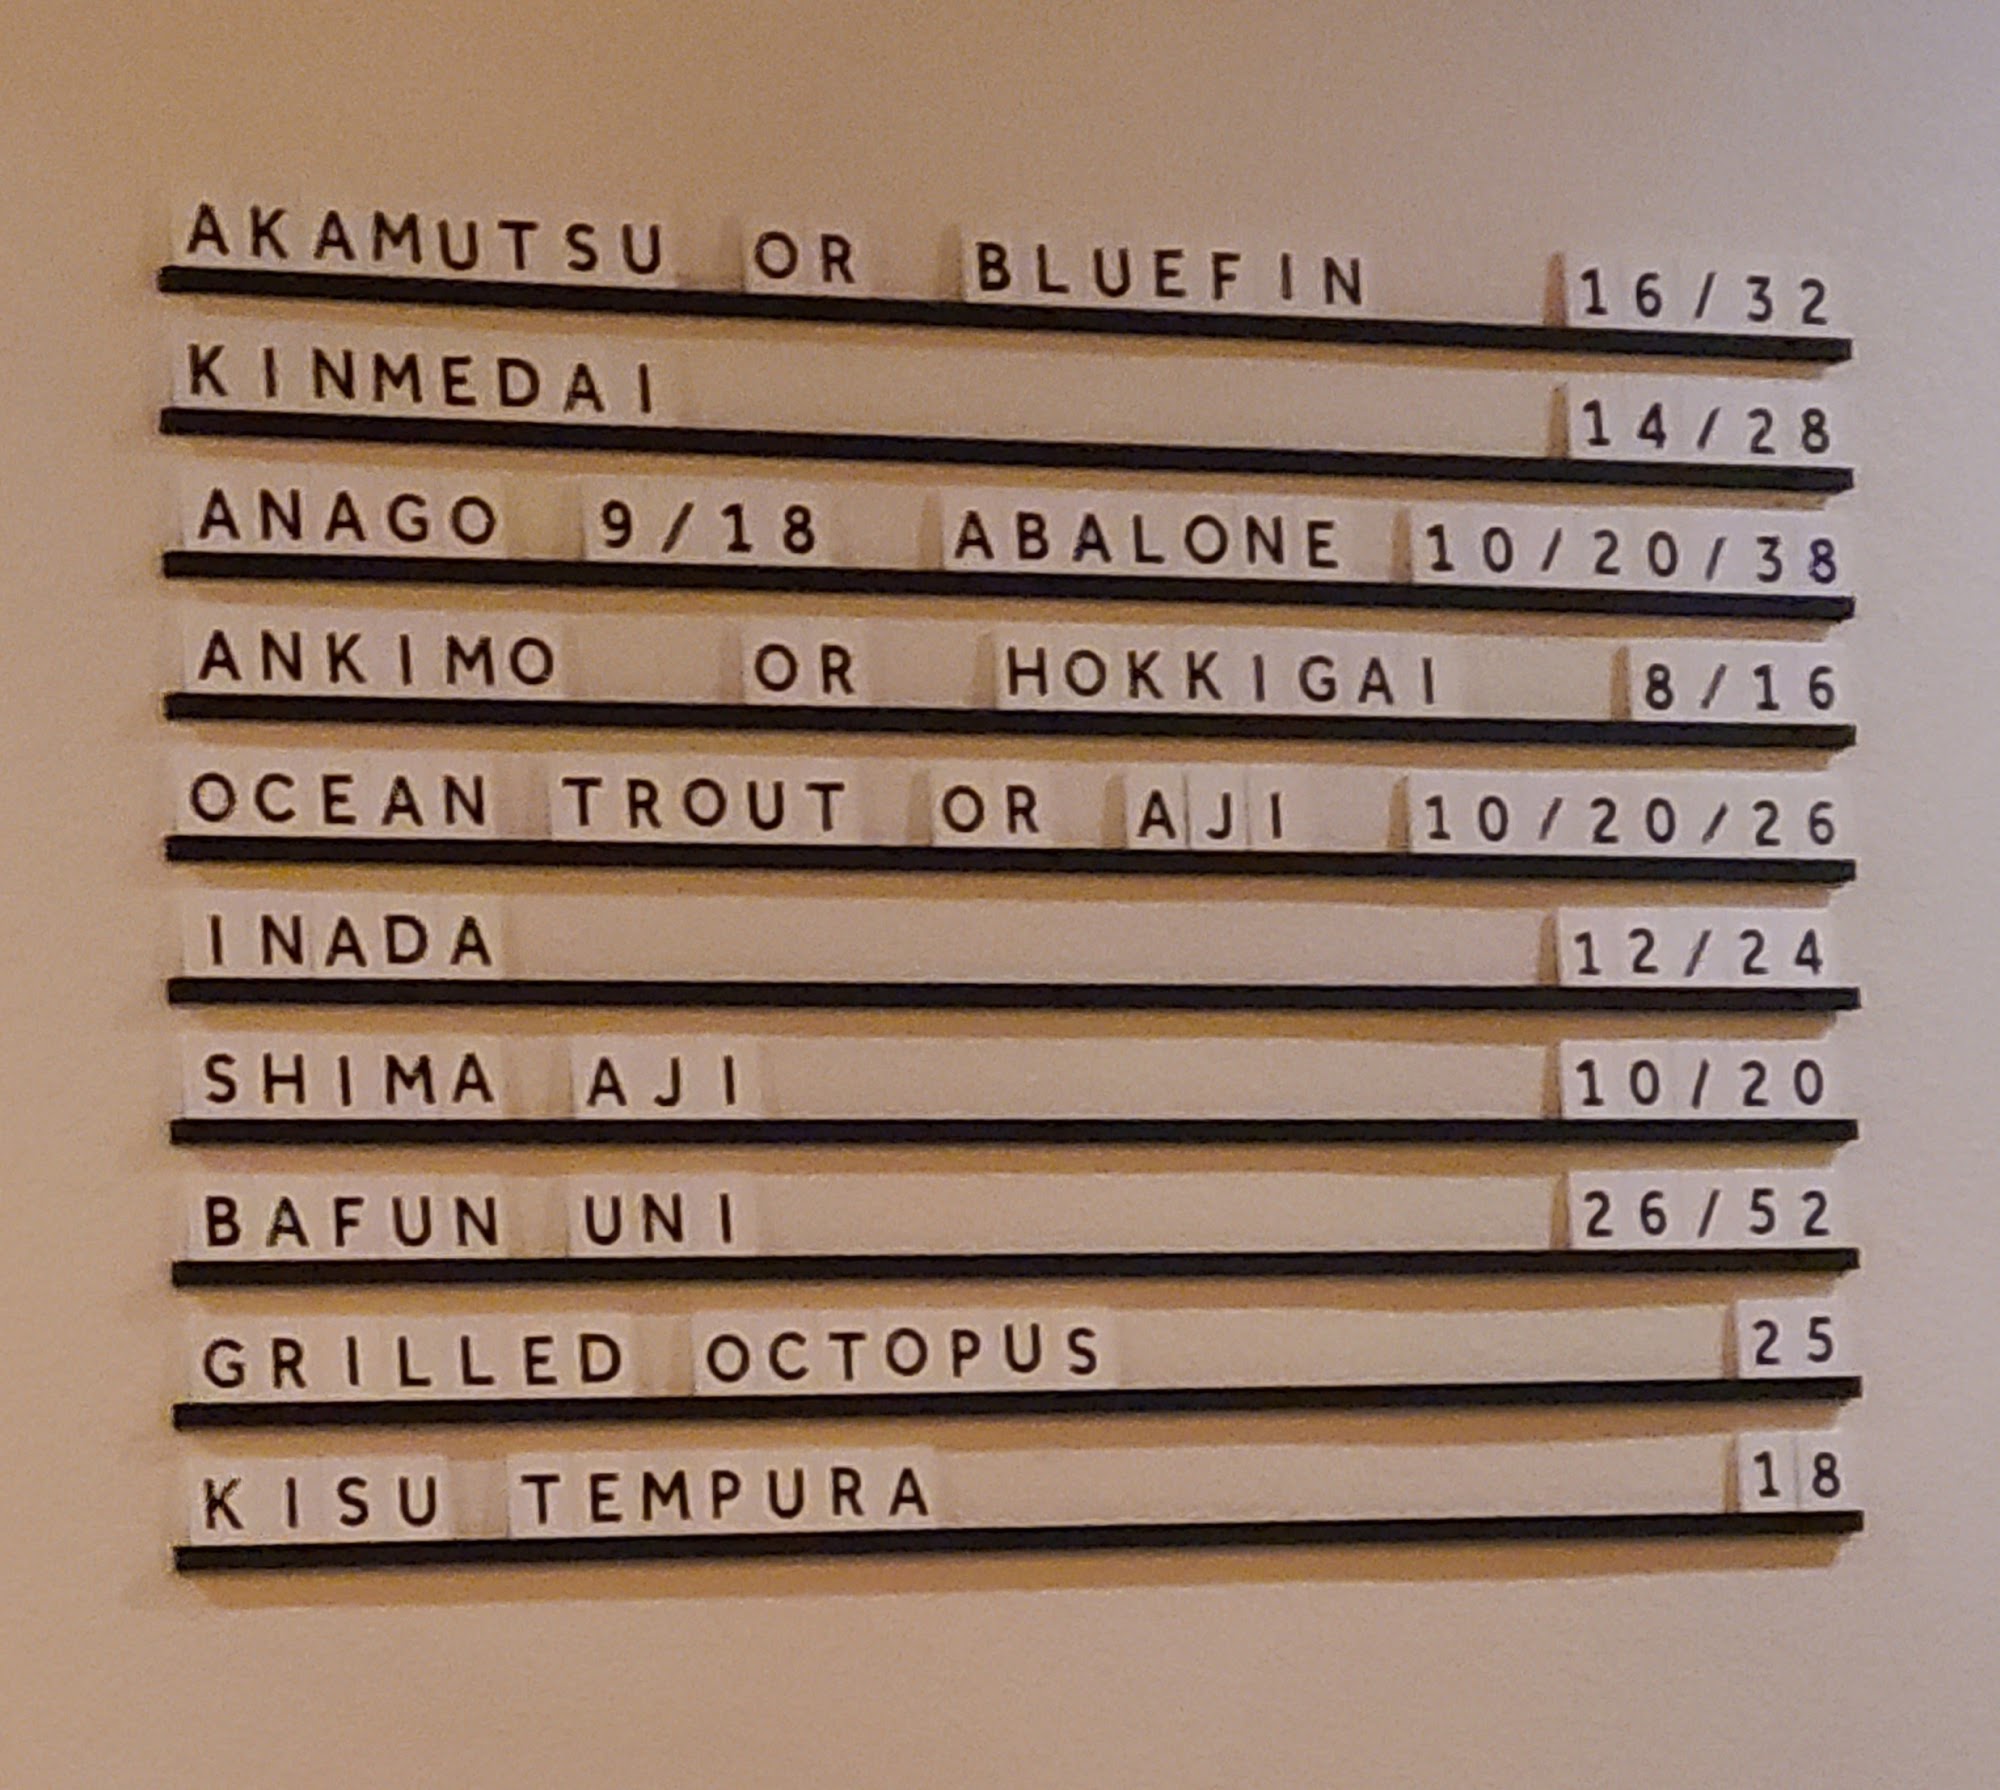 AKAMUTSU OR BLUEFIN 16/32
KINMEDAI 14/28
ANAGO 9/18 ABALONE 10/20/38
ANKIMO OR HOKKIGAI 8/16
OCEAN TROUT OR AJI 10/20/26
INADA 12/24
SHIMA AJI 10/20
BAFUN UNI 26/52
GRILLED OCTOPUS 25
KISU TEMPURA 18